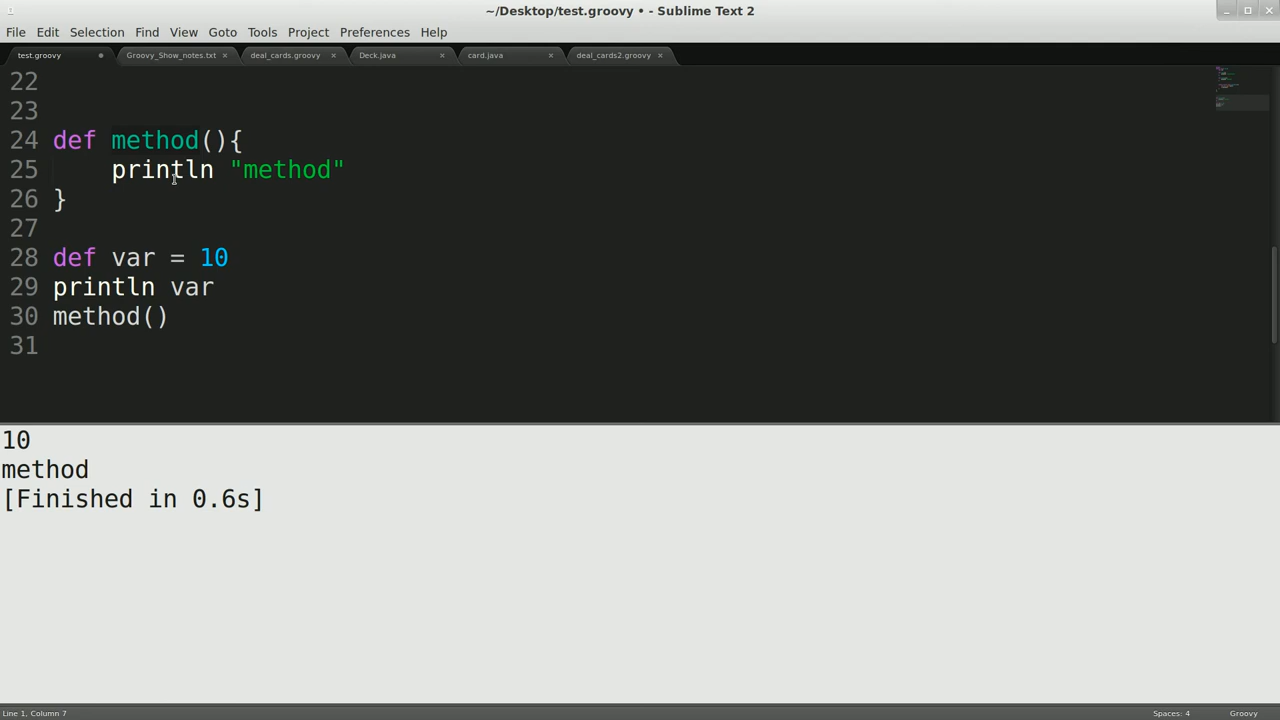 ~/Desktop/test.groovy • - Sublime Text 2
File Edit Selection Find View Goto Tools Project Preferences Help
test.groovy Groovy_Show_notes.txt deal_cards.groovy Deck.java card.java deal_cards2.groovy
22
23
24 def method(){
25 println "method"
26 }
27
28 def var = 10
29 println var
30 method()
31
10
method
[Finished in 0.6s]
Line 1, Column 7 Spaces: 4 Groovy